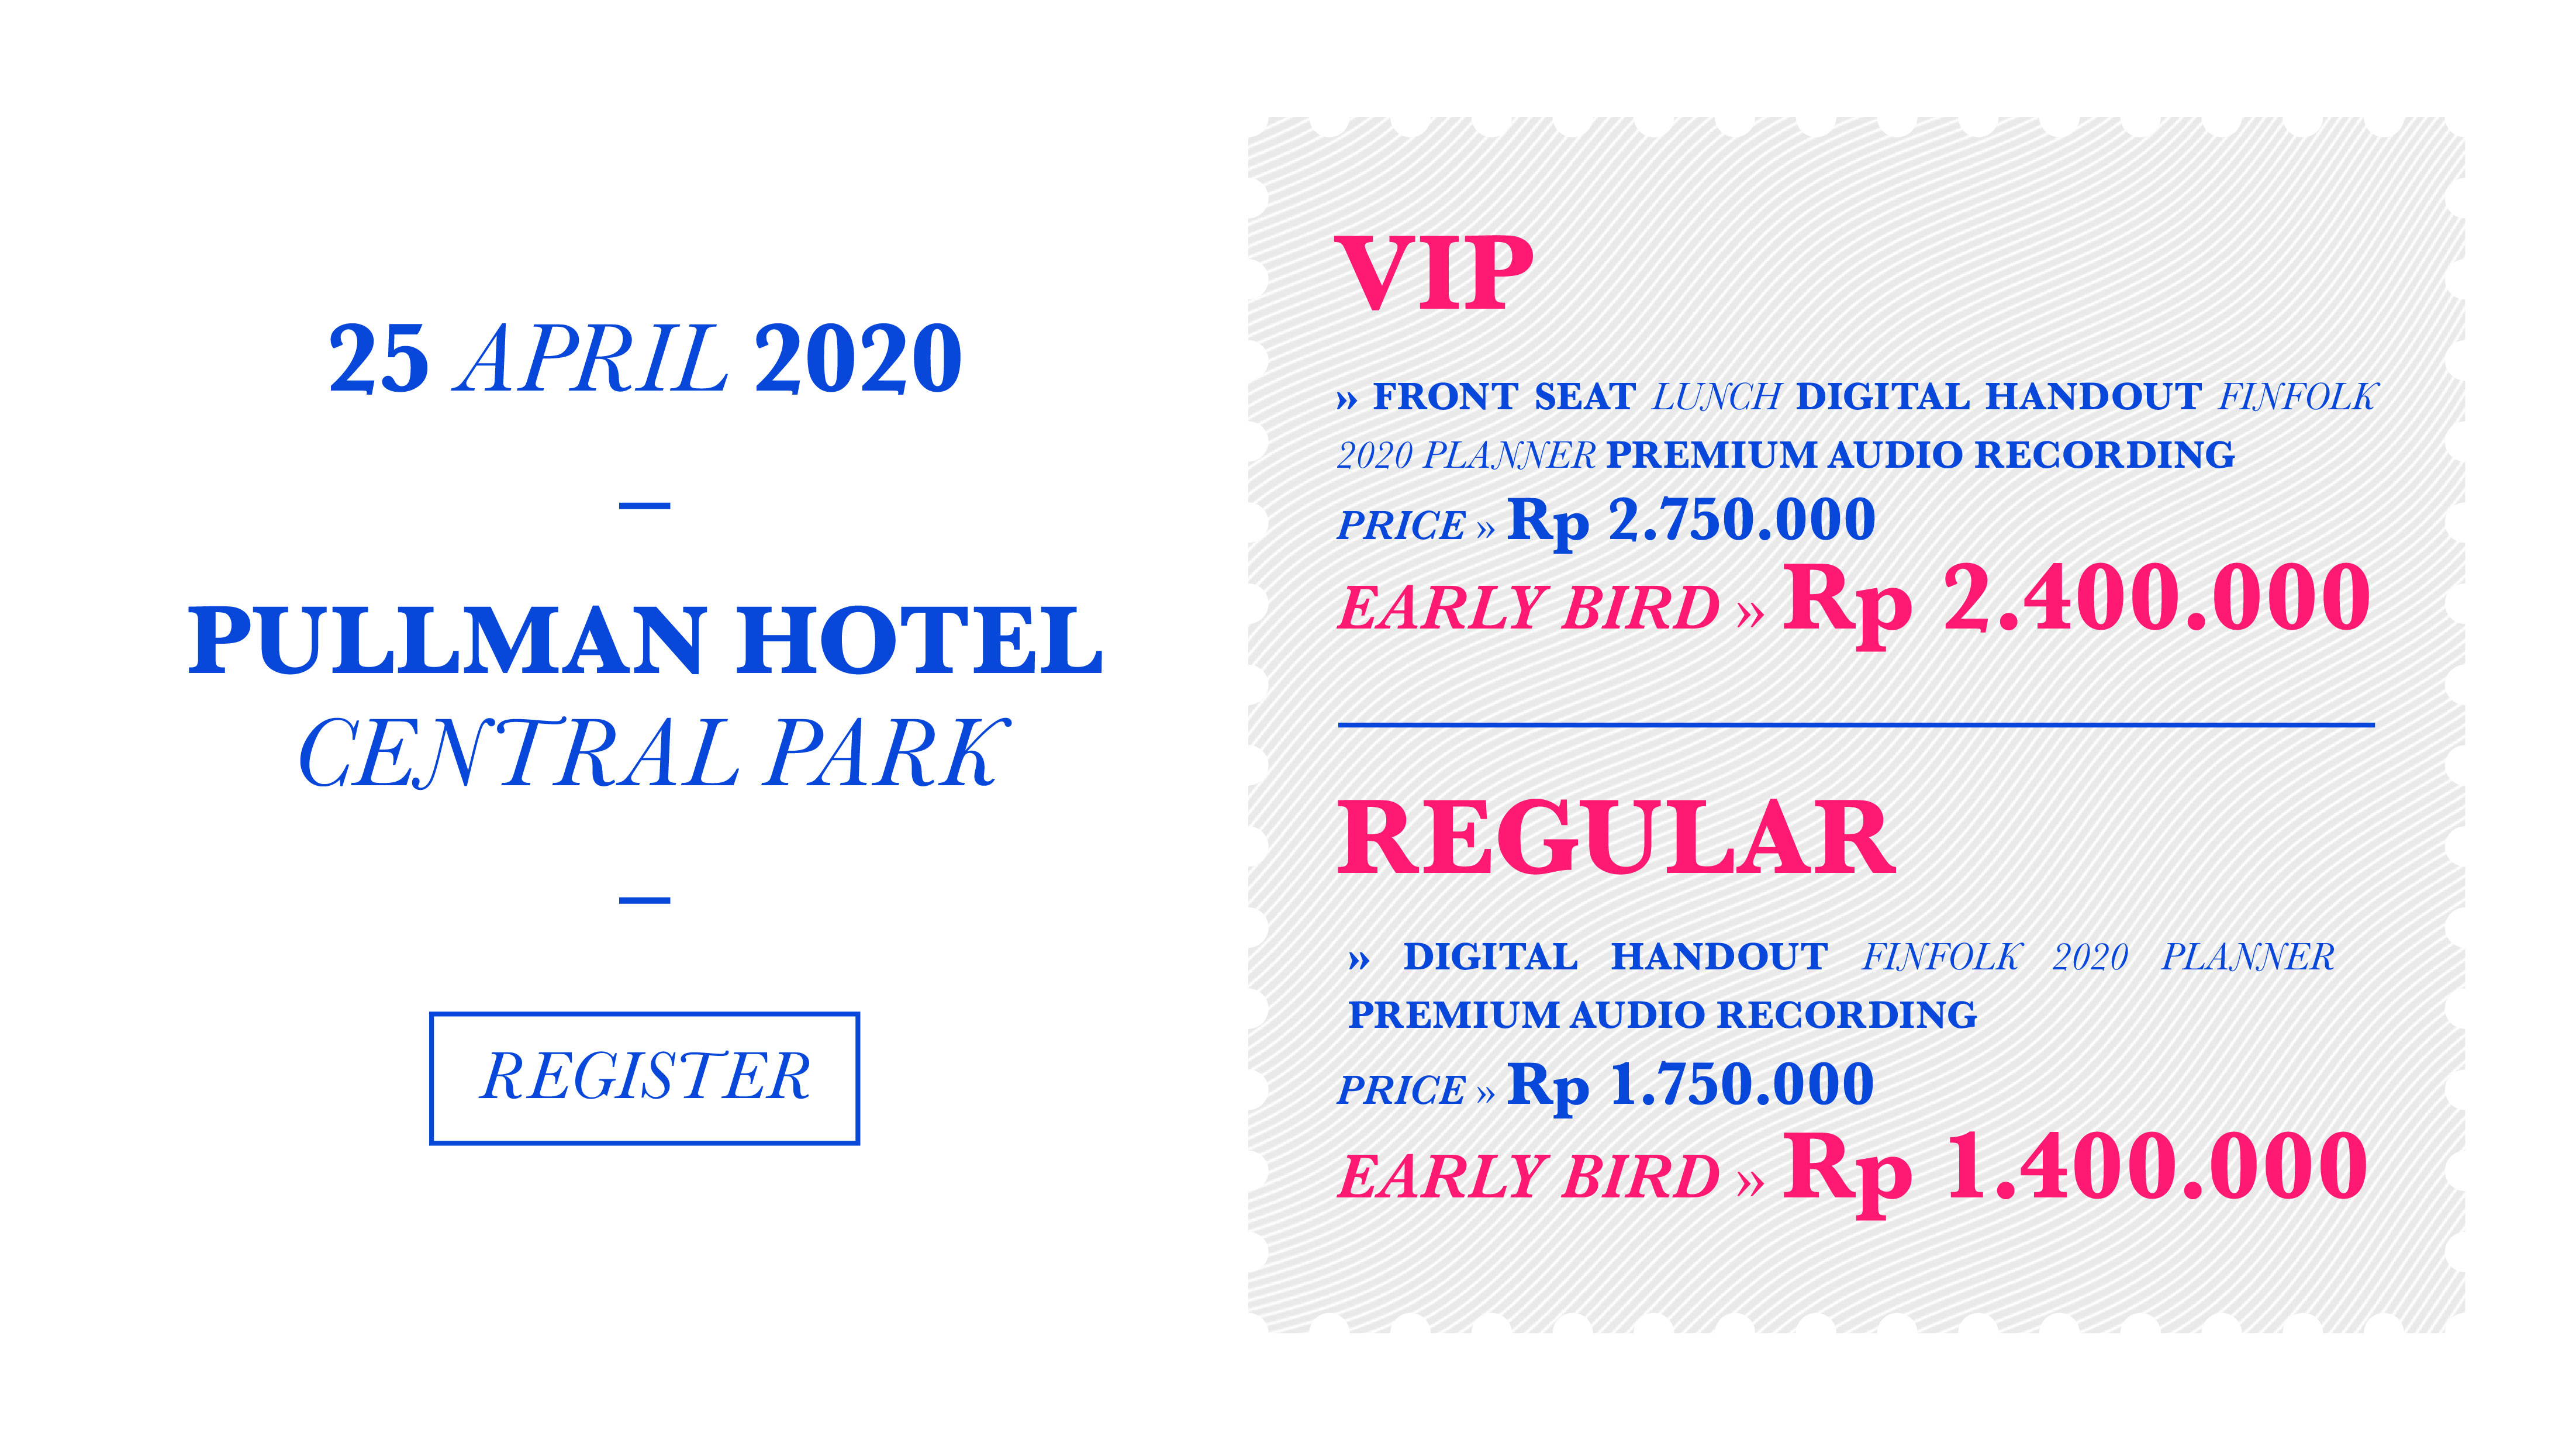 25 APRIL 2020
—
PULLMAN HOTEL
CENTRAL PARK
—
REGISTER
VIP
» FRONT SEAT LUNCH DIGITAL HANDOUT FINFOLK
2020 PLANNER PREMIUM AUDIO RECORDING
PRICE » Rp 2.750.000
EARLY BIRD » Rp 2.400.000
REGULAR
» DIGITAL HANDOUT FINFOLK 2020 PLANNER
PREMIUM AUDIO RECORDING
PRICE » Rp 1.750.000
EARLY BIRD » Rp 1.400.000